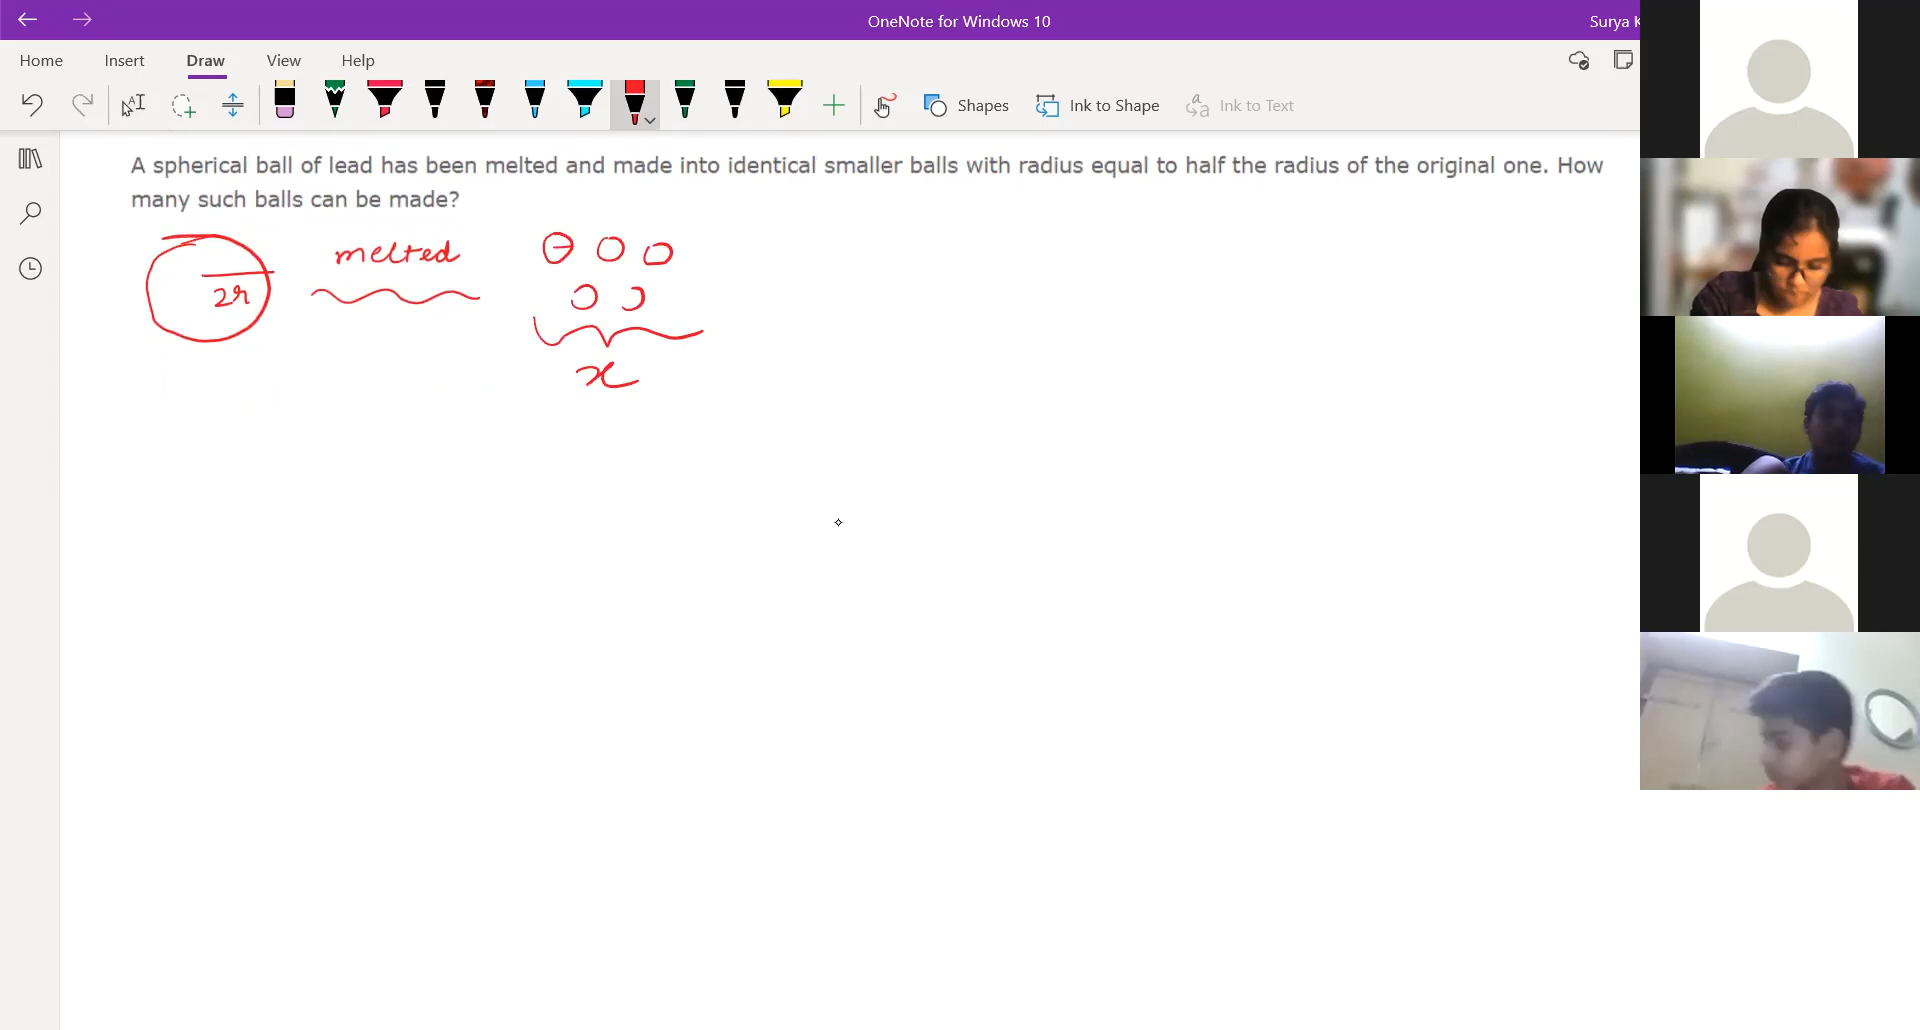 OneNote for Windows 10
Surya K
Home Insert Draw View Help
Shapes Ink to Shape Ink to Text
A spherical ball of lead has been melted and made into identical smaller balls with radius equal to half the radius of the original one. How
many such balls can be made?
melted
2r
x